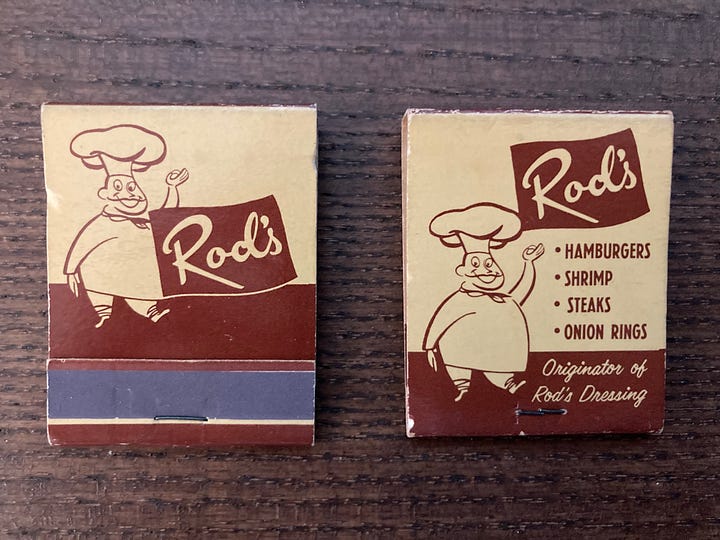 Rod's
Rod's
• HAMBURGERS
• SHRIMP
• STEAKS
• ONION RINGS
Originator of
Rod's Dressing